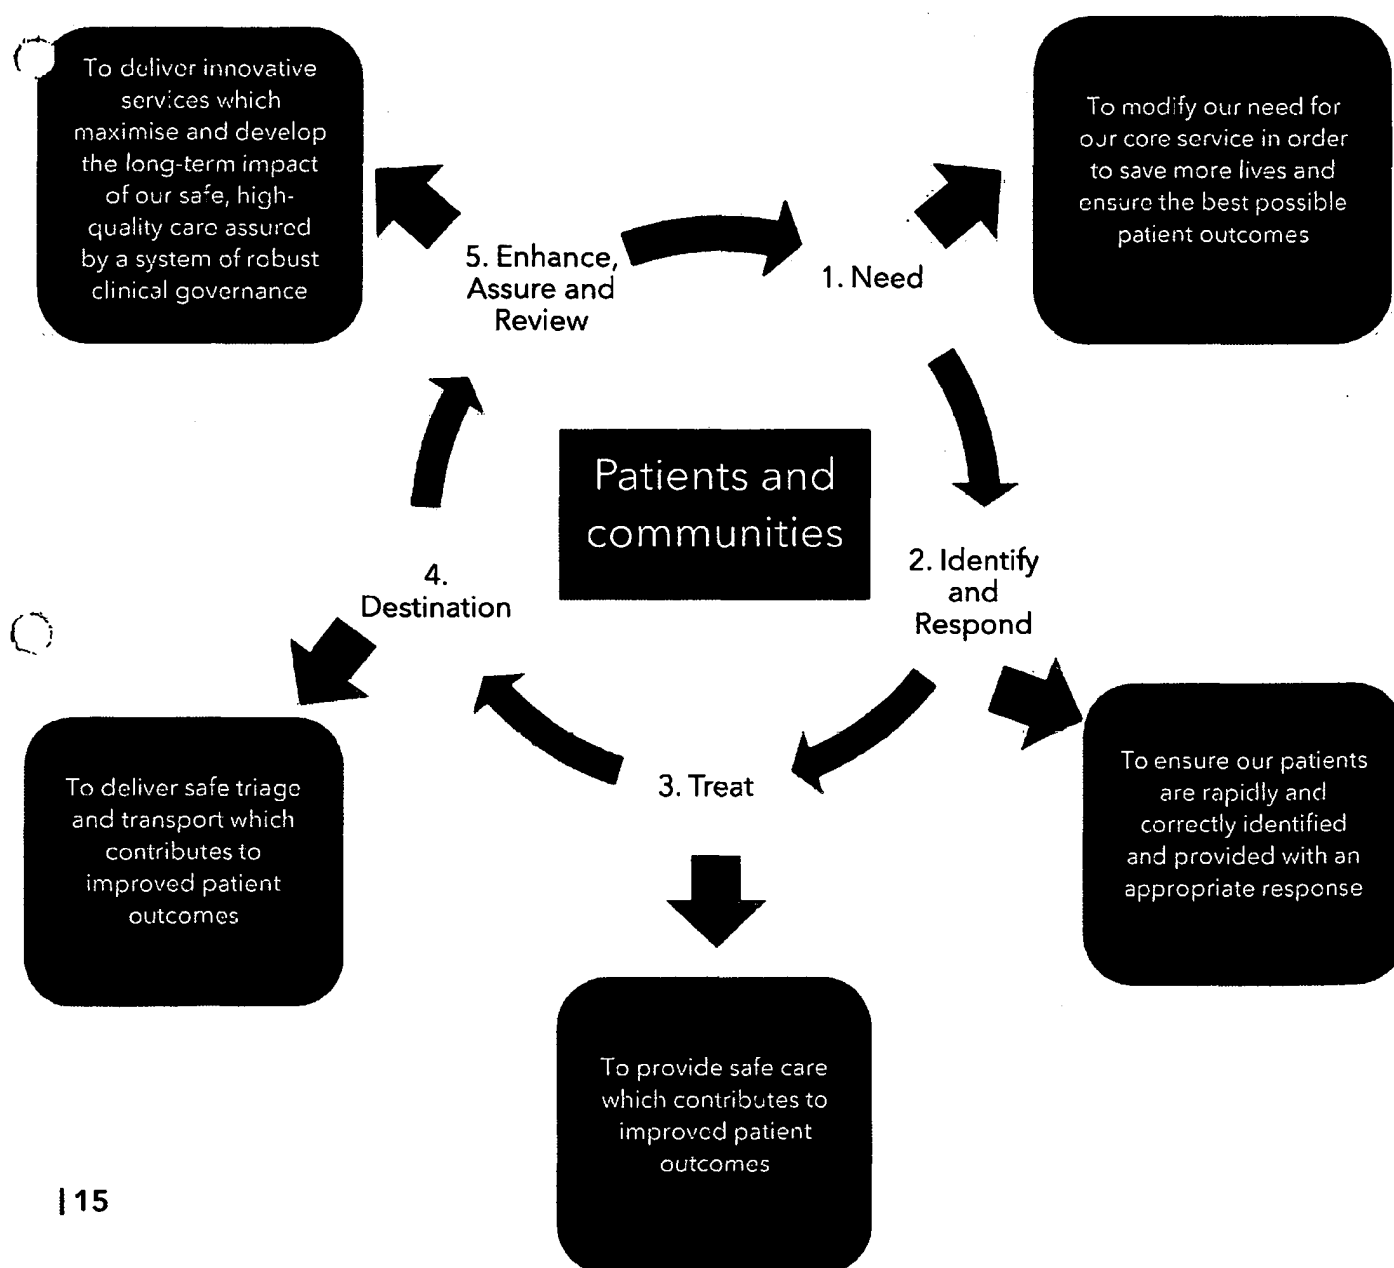 To deliver innovative
services which
maximise and develop
the long-term impact
of our safe, high-
quality care assured
by a system of robust
clinical governance
To modify our need for
our core service in order
to save more lives and
ensure the best possible
patient outcomes
5. Enhance,
Assure and
Review
1. Need
Patients and
communities
2. Identify
and
Respond
4.
Destination
3. Treat
To deliver safe triage
and transport which
contributes to
improved patient
outcomes
To ensure our patients
are rapidly and
correctly identified
and provided with an
appropriate response
To provide safe care
which contributes to
improved patient
outcomes
| 15